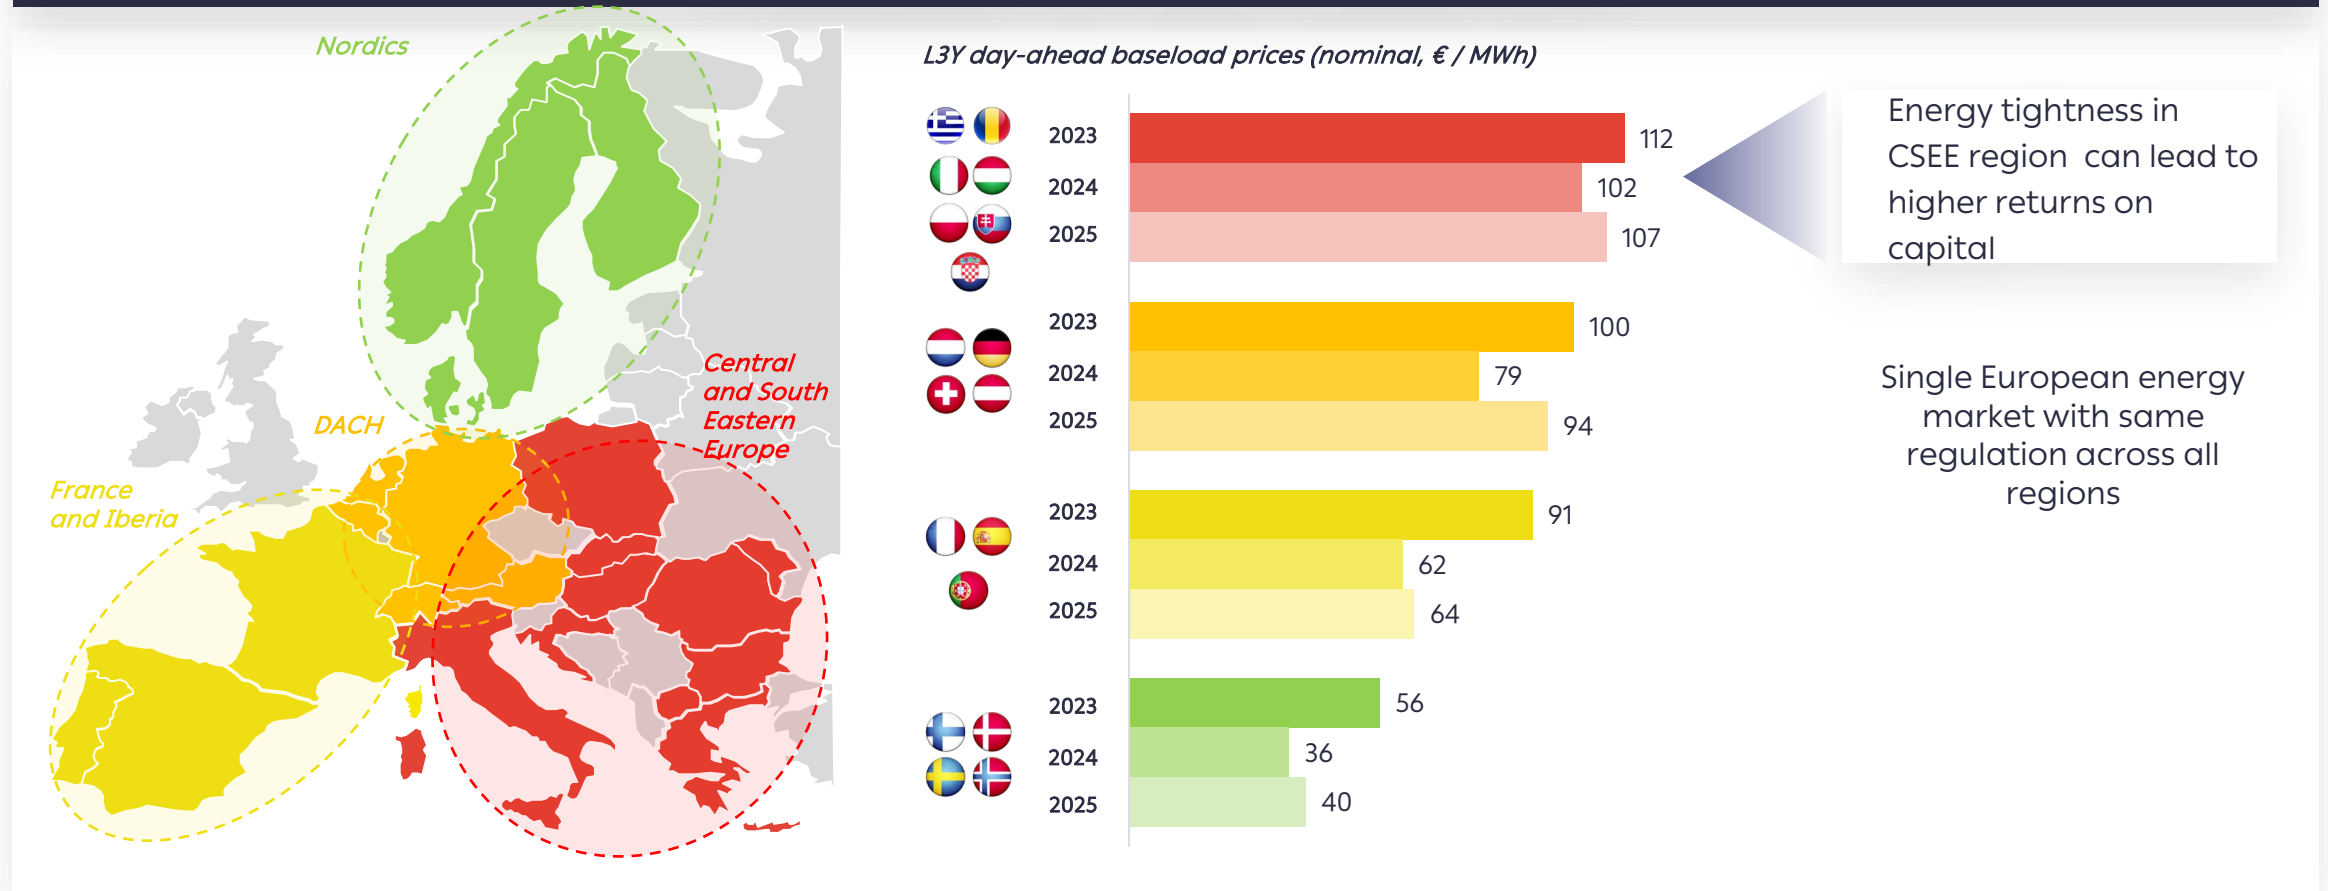 Nordics
DACH
France
and Iberia
Central
and South
Eastern
Europe
L3Y day-ahead baseload prices (nominal, € / MWh)
2023
112
2024
102
2025
107
2023
100
2024
79
2025
94
2023
91
2024
62
2025
64
2023
56
2024
36
2025
40
Energy tightness in
CSEE region can lead to
higher returns on
capital
Single European energy
market with same
regulation across all
regions